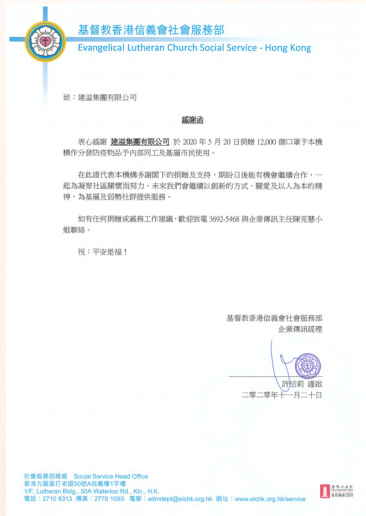 基督教香港信義會社會服務部
Evangelical Lutheran Church Social Service - Hong Kong
致：建溢集團有限公司
感謝函
衷心感謝 建溢集團有限公司 於 2020 年 5 月 20 日捐贈 12,000 個口罩予本機
構作分發防疫物品予內部同工及基層市民使用。
在此謹代表本機構多謝閣下的捐贈及支持，期盼日後能有機會繼續合作，一
起為凝聚社區關懷而努力。未來我們會繼續以創新的方式、關愛及以人為本的精
神，為基層及弱勢社群提供服務。
如有任何捐贈或義務工作建議，歡迎致電 3692-5468 與企業傳訊主任陳克慧小
姐聯絡。
祝：平安是福！
基督教香港信義會社會服務部
企業傳訊經理
許恬莉 謹啟
二零二零年十一月二十日
社會服務部總處 Social Service Head Office
香港九龍窩打老道50號A信義樓1字樓
1/F, Lutheran Bldg., 50A Waterloo Rd., Kln., H.K.
電話：2710 8313 傳真：2770 1093 電郵：admdept@elchk.org.hk 網址：www.elchk.org.hk/service